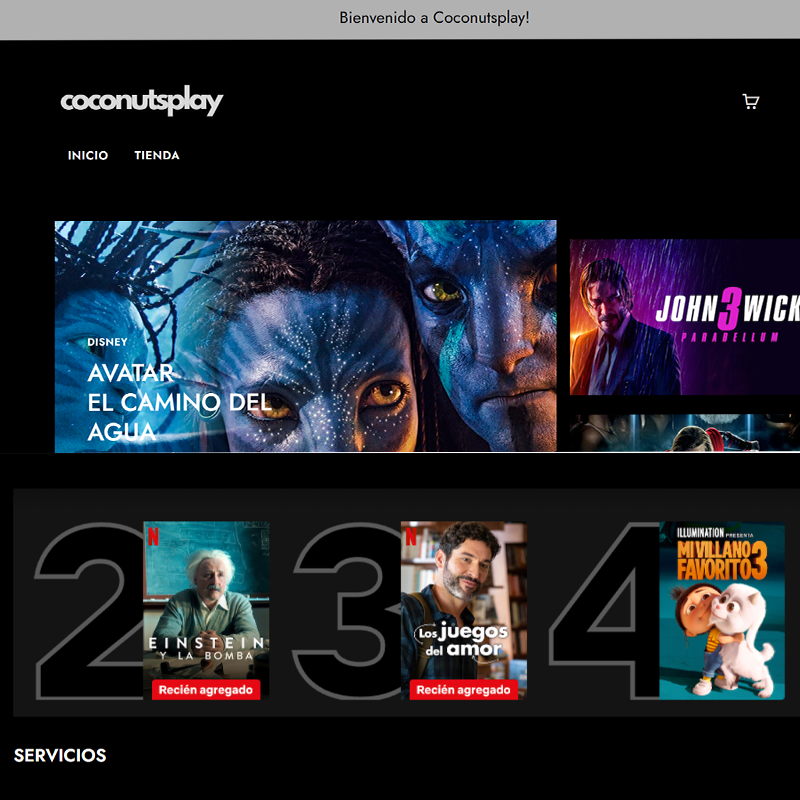 Bienvenido a Coconutsplay!
coconutsplay
INICIO TIENDA
DISNEY
AVATAR
EL CAMINO DEL
AGUA
JOHN 3 WICK
PARABELLUM
2
N
EINSTEIN
Y LA BOMBA
Recién agregado
3
N
Los juegos
del amor
Recién agregado
4
ILLUMINATION PRESENTA
MI VILLANO
FAVORITO 3
SERVICIOS